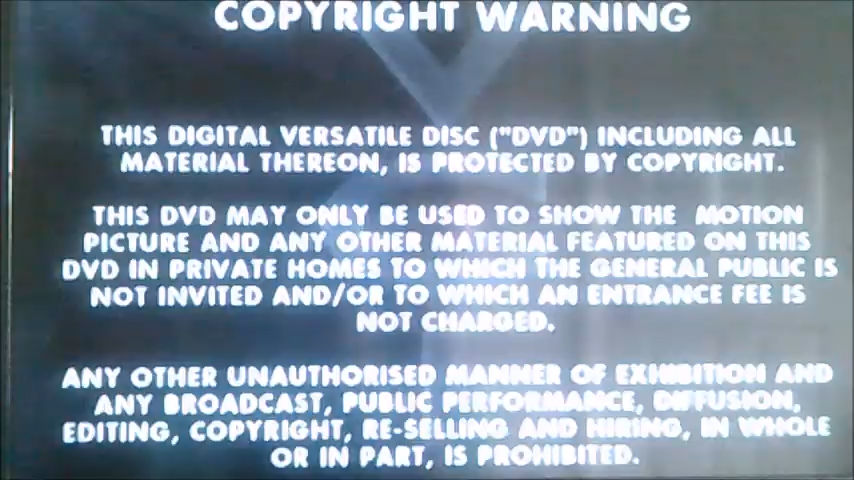 COPYRIGHT WARNING
THIS DIGITAL VERSATILE DISC ("DVD") INCLUDING ALL
MATERIAL THEREON, IS PROTECTED BY COPYRIGHT.
THIS DVD MAY ONLY BE USED TO SHOW THE MOTION
PICTURE AND ANY OTHER MATERIAL FEATURED ON THIS
DVD IN PRIVATE HOMES TO WHICH THE GENERAL PUBLIC IS
NOT INVITED AND/OR TO WHICH AN ENTRANCE FEE IS
NOT CHARGED.
ANY OTHER UNAUTHORISED MANNER OF EXHIBITION AND
ANY BROADCAST, PUBLIC PERFORMANCE, DIFFUSION,
EDITING, COPYRIGHT, RE-SELLING AND HIRING, IN WHOLE
OR IN PART, IS PROHIBITED.